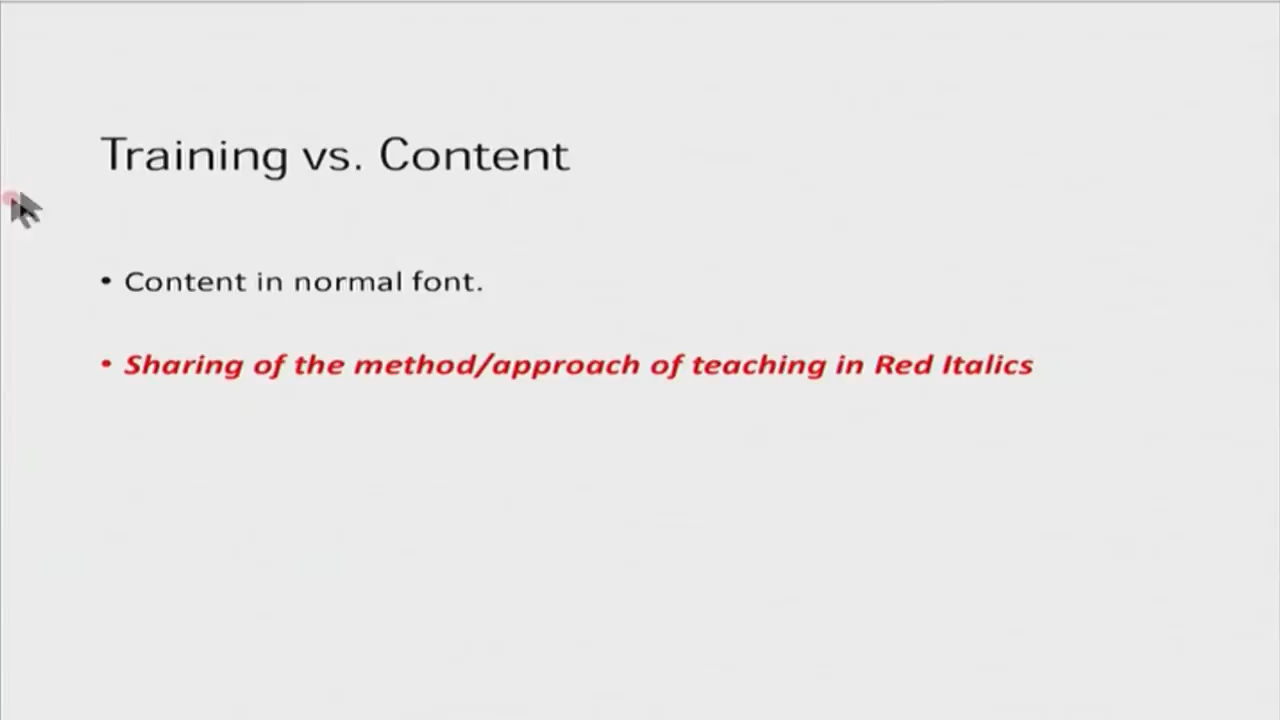 Training vs. Content
• Content in normal font.
• Sharing of the method/approach of teaching in Red Italics